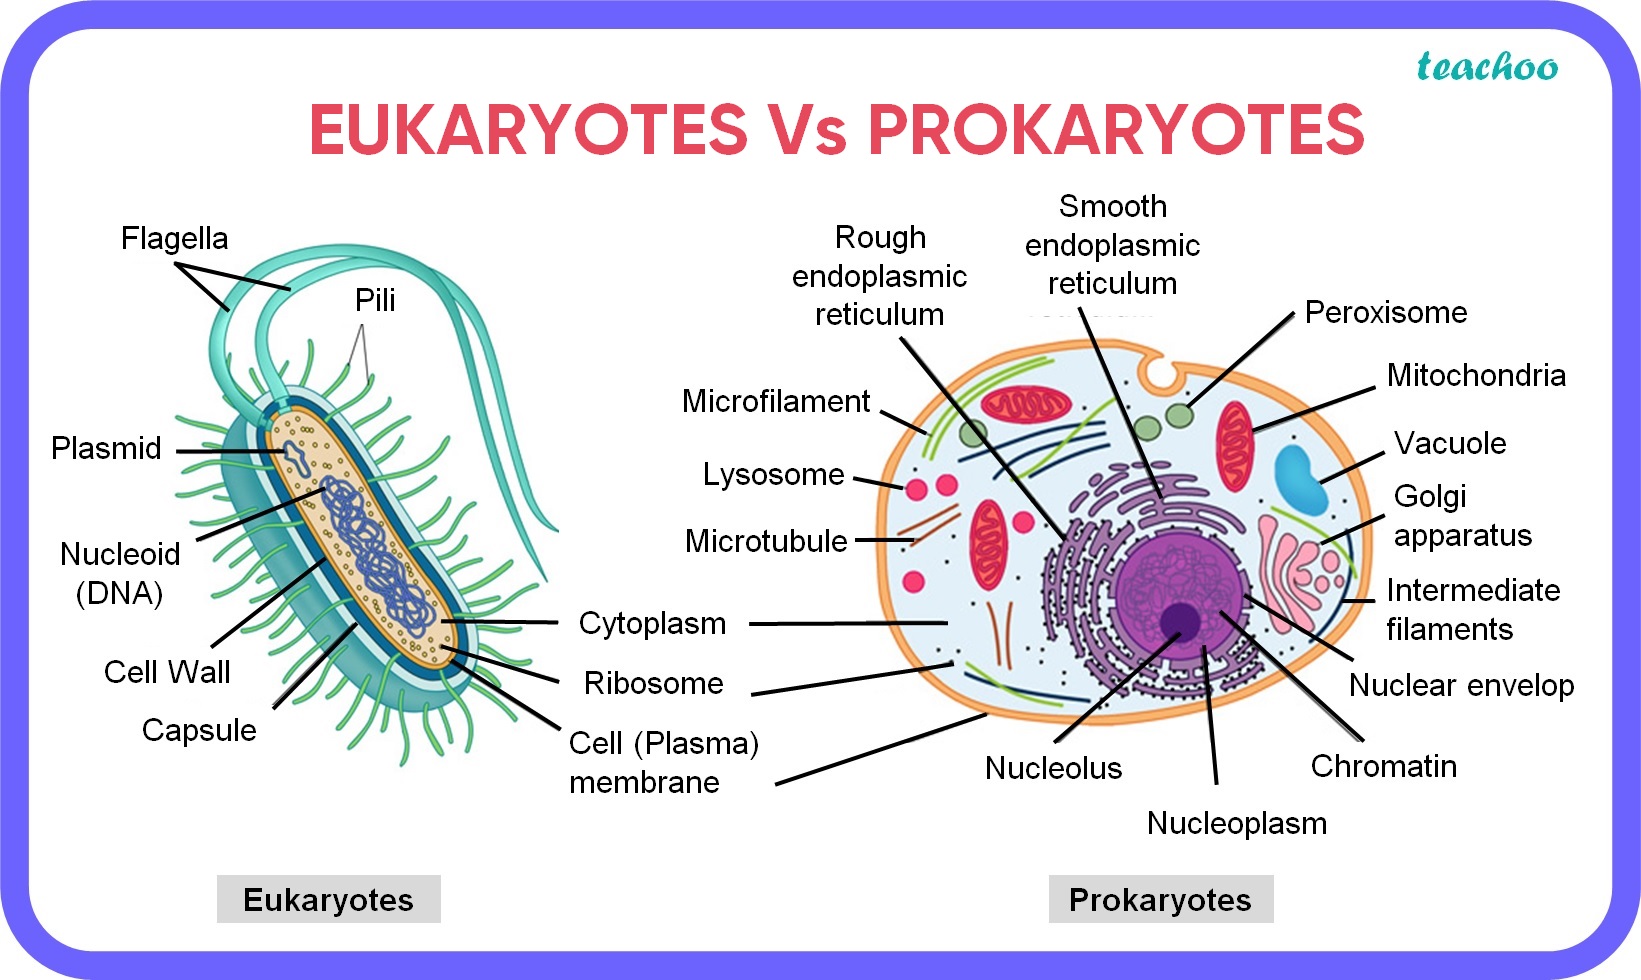 teachoo
EUKARYOTES Vs PROKARYOTES
Flagella
Pili
Plasmid
Nucleoid
(DNA)
Cell Wall
Capsule
Cytoplasm
Ribosome
Cell (Plasma)
membrane
Rough
endoplasmic
reticulum
Smooth
endoplasmic
reticulum
Microfilament
Lysosome
Microtubule
Peroxisome
Mitochondria
Vacuole
Golgi
apparatus
Intermediate
filaments
Nuclear envelop
Chromatin
Nucleolus
Nucleoplasm
Eukaryotes
Prokaryotes